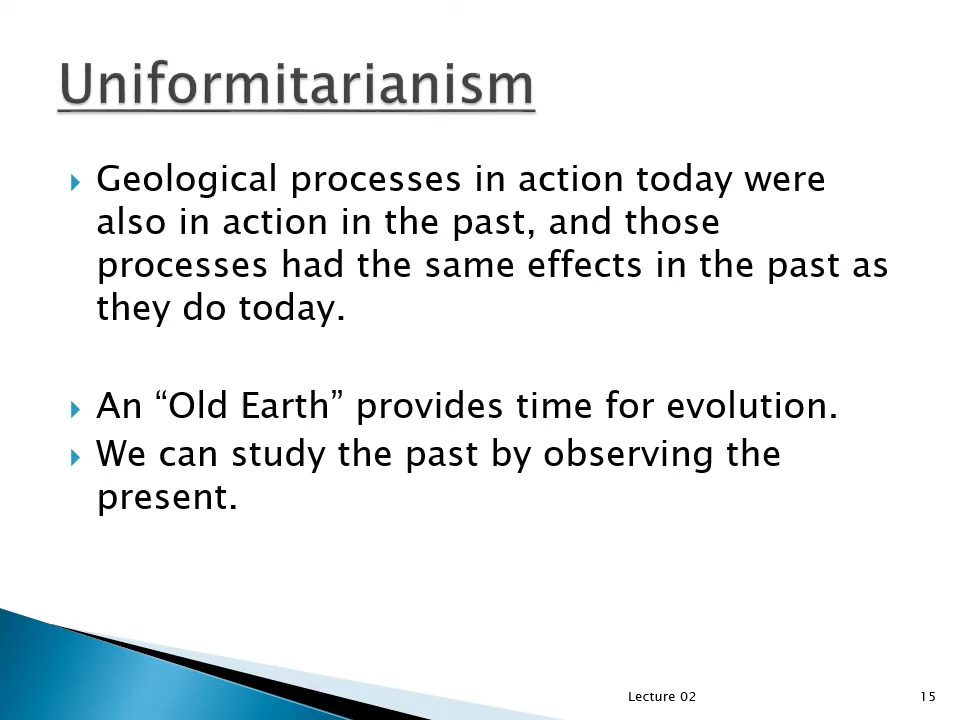 Uniformitarianism
Geological processes in action today were
also in action in the past, and those
processes had the same effects in the past as
they do today.
An “Old Earth” provides time for evolution.
We can study the past by observing the
present.
Lecture 02
15